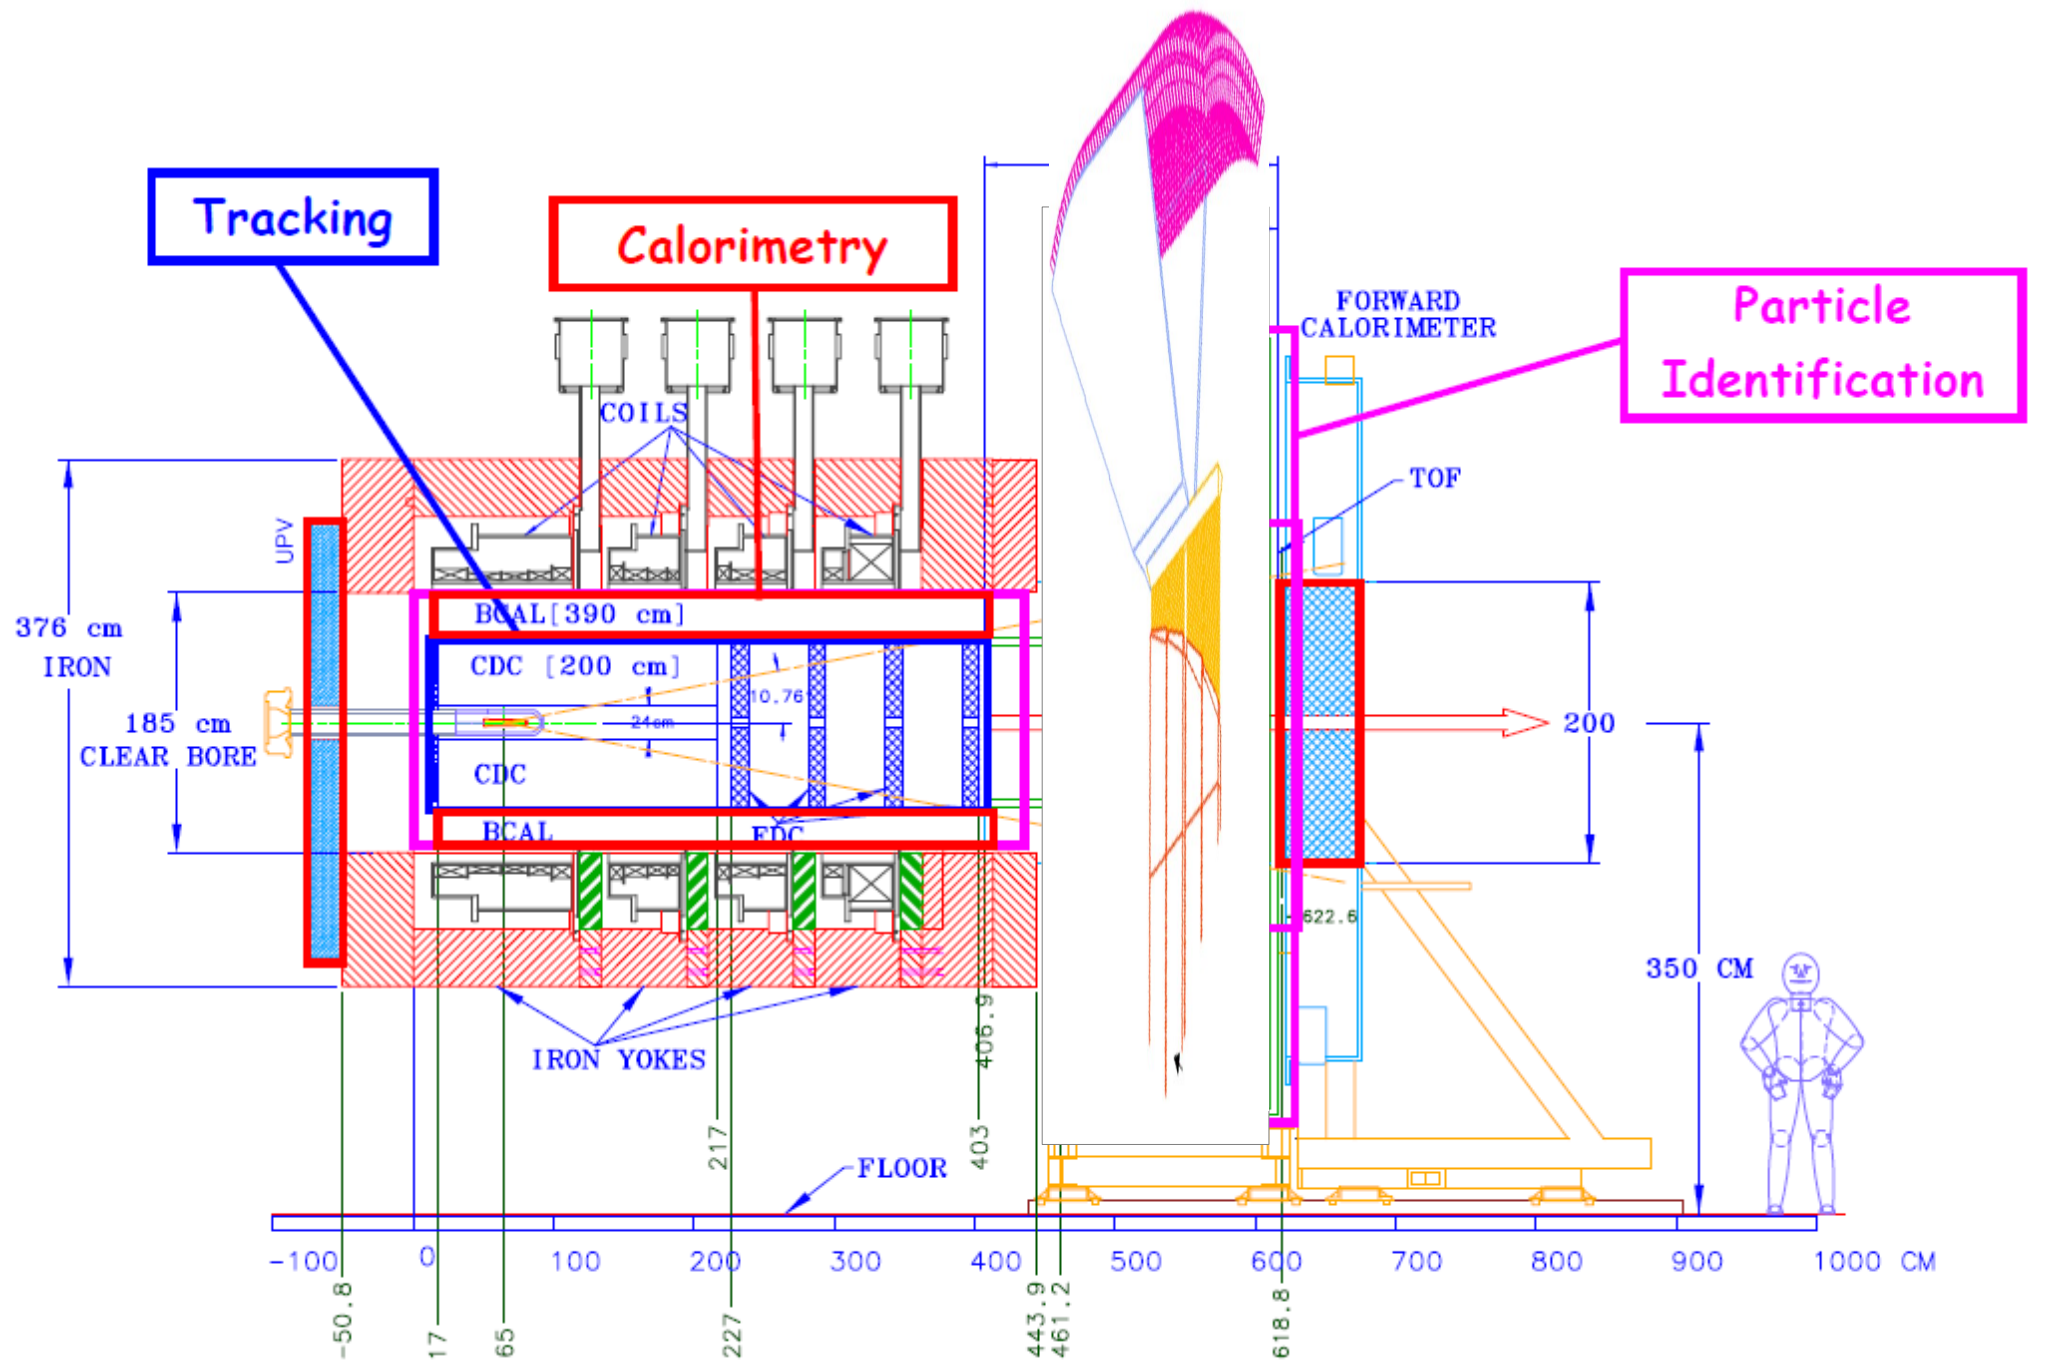 Tracking
Calorimetry
Particle
Identification
FORWARD
CALORIMETER
COILS
TOF
UPV
376 cm
IRON
185 cm
CLEAR BORE
BCAL[390 cm]
CDC [200 cm]
10.76°
24cm
CDC
BCAL
FDC
200
622.6
350 CM
IRON YOKES
406.9
217
403
FLOOR
-100
0
100
200
300
400
500
600
700
800
900
1000 CM
-50.8
17
65
227
443.9
461.2
618.8